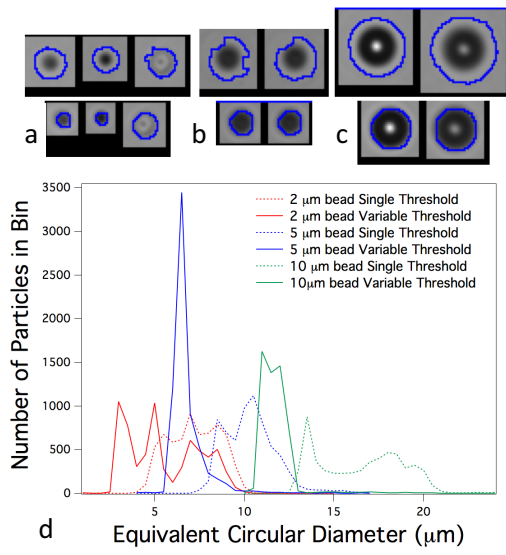 a
b
c
3500
3000
2500
2000
1500
1000
500
0
Number of Particles in Bin
2 μm bead Single Threshold
2 μm bead Variable Threshold
5 μm bead Single Threshold
5 μm bead Variable Threshold
10 μm bead Single Threshold
10μm bead Variable Threshold
5
10
15
20
d
Equivalent Circular Diameter (μm)